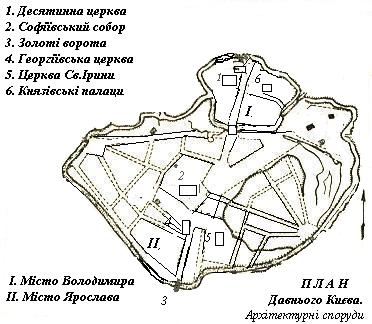 1. Десятинна церква
2. Софіївський собор
3. Золоті ворота
4. Георгіївська церква
5. Церква Св.Ірини
6. Князівські палаци
1
6
I
2
4
5
II
3
I. Місто Володимира
II. Місто Ярослава
П Л А Н
Давнього Києва.
Архітектурні споруди